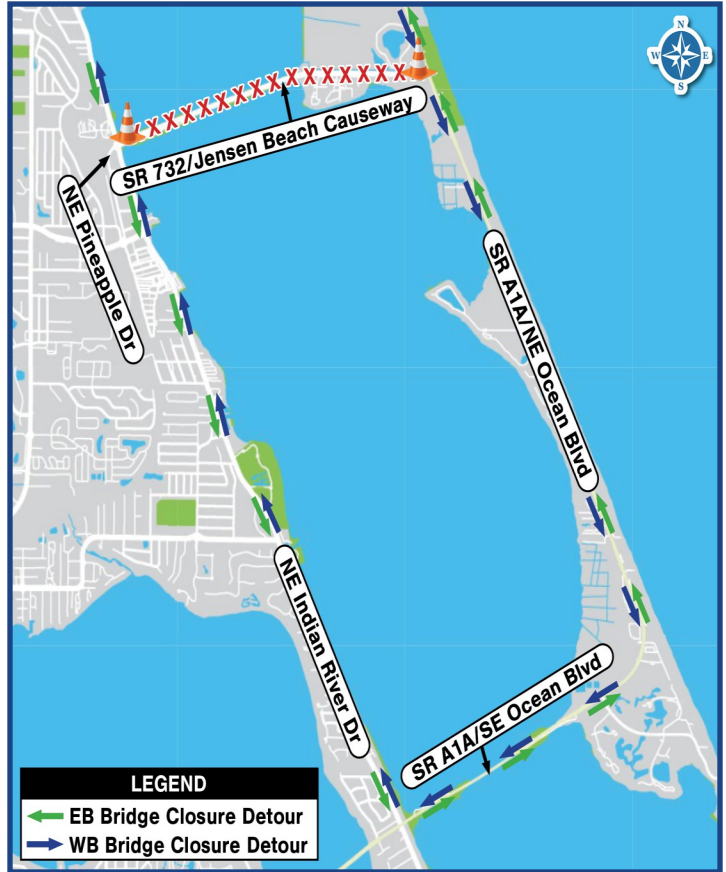 N
W
E
S
SR 732/Jensen Beach Causeway
NE Pineapple Dr
SR A1A/NE Ocean Blvd
NE Indian River Dr
SR A1A/SE Ocean Blvd
LEGEND
EB Bridge Closure Detour
WB Bridge Closure Detour
X X X X X X X X X X X X X X X X X